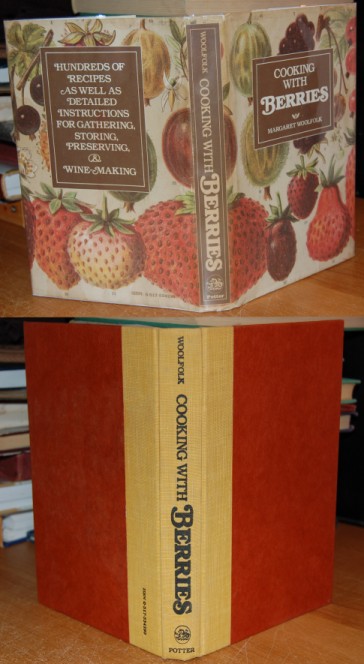 HUNDREDS OF
RECIPES
AS WELL AS
DETAILED
INSTRUCTIONS
FOR GATHERING,
STORING,
PRESERVING,
&
WINE-MAKING
WOOLFOLK
COOKING WITH
BERRIES
Potter
COOKING
WITH
BERRIES
MARGARET WOOLFOLK
WOOLFOLK
COOKING WITH
BERRIES
POTTER